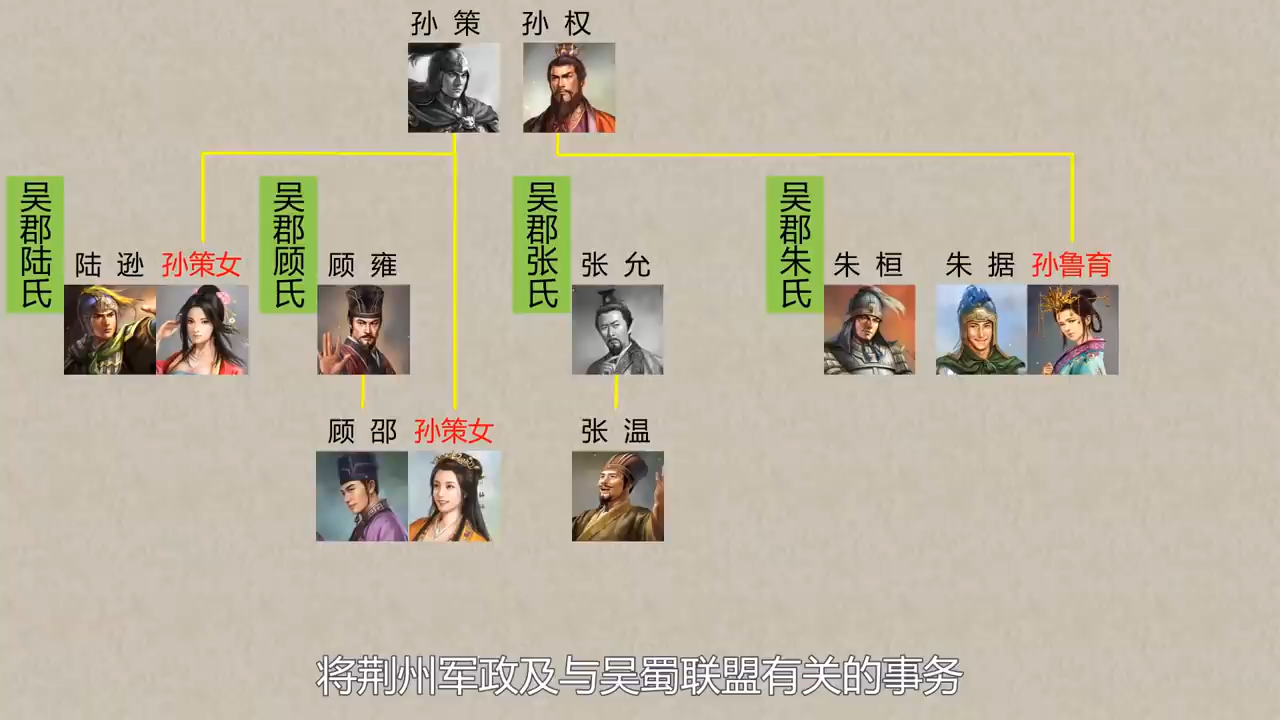 孙 策
孙 权
吴郡陆氏
陆 逊
孙策女
吴郡顾氏
顾 雍
吴郡张氏
张 允
吴郡朱氏
朱 桓
朱 据
孙鲁育
顾 邵
孙策女
张 温
将荆州军政及与吴蜀联盟有关的事务